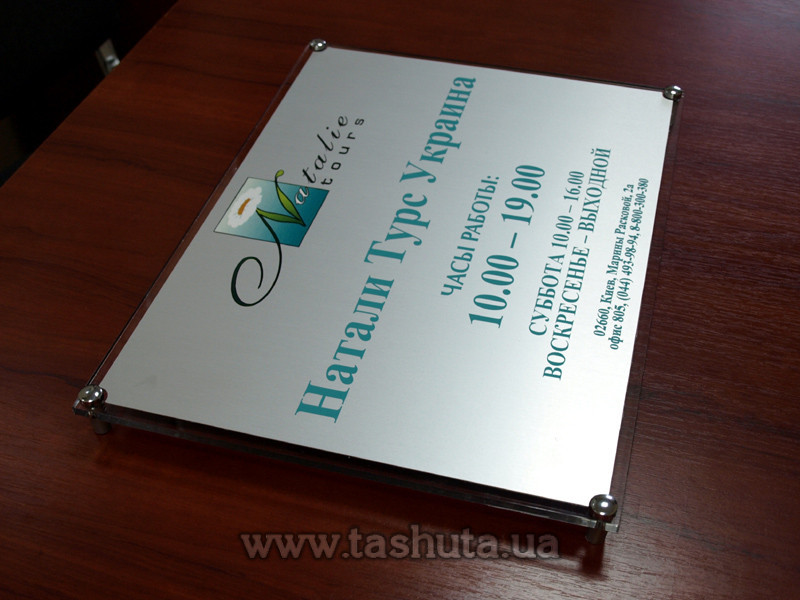 Natalie
tours
Натали Турс Украина
ЧАСЫ РАБОТЫ:
10.00 – 19.00
СУББОТА 10.00 – 16.00
ВОСКРЕСЕНЬЕ – ВЫХОДНОЙ
02660, Киев, Марины Расковой, 2а
офис 805, (044) 493-98-94, 8-800-300-380
www.tashuta.ua